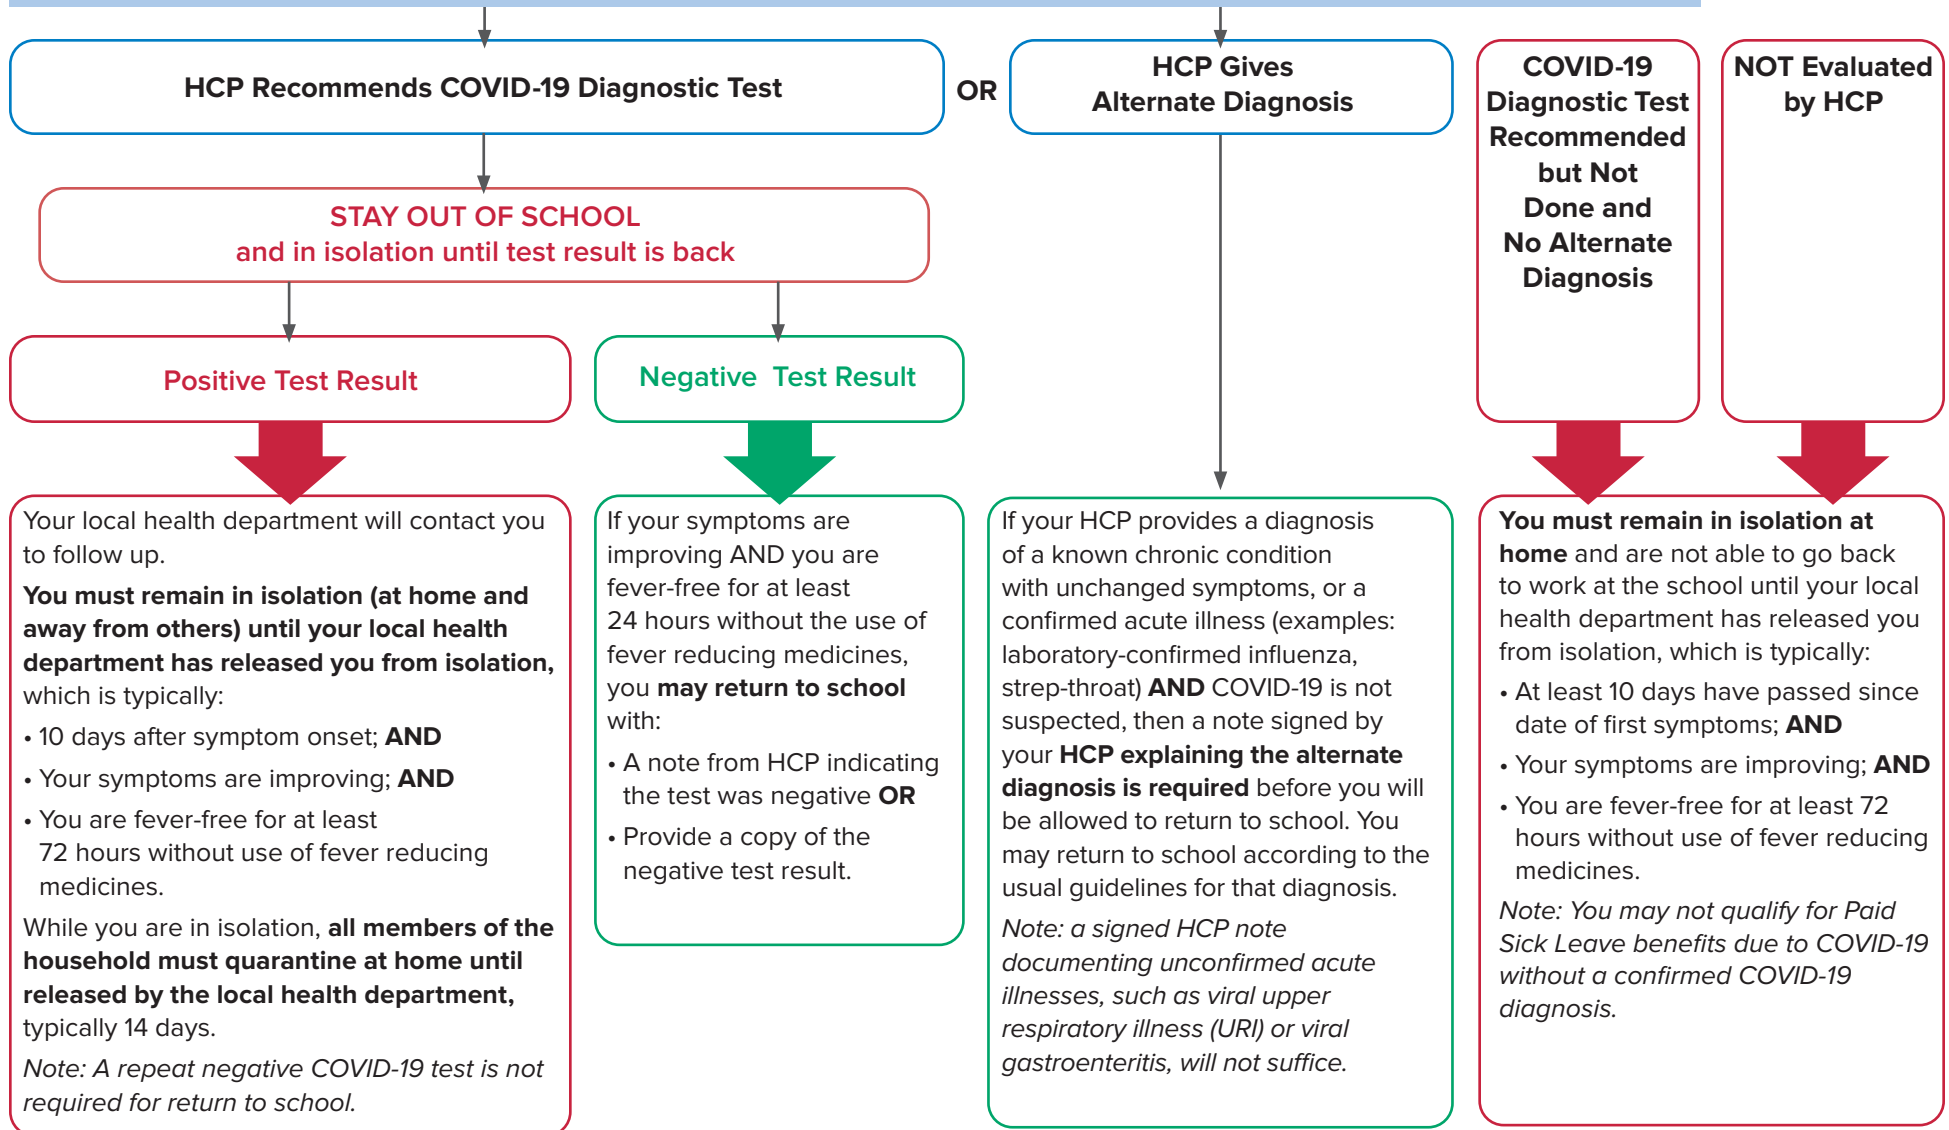 HCP Recommends COVID-19 Diagnostic Test
OR
HCP Gives
Alternate Diagnosis
COVID-19
Diagnostic Test
Recommended
but Not
Done and
No Alternate
Diagnosis
NOT Evaluated
by HCP
STAY OUT OF SCHOOL
and in isolation until test result is back
Positive Test Result
Negative Test Result
Your local health department will contact you
to follow up.
You must remain in isolation (at home and
away from others) until your local health
department has released you from isolation,
which is typically:
• 10 days after symptom onset; AND
• Your symptoms are improving; AND
• You are fever-free for at least
72 hours without use of fever reducing
medicines.
While you are in isolation, all members of the
household must quarantine at home until
released by the local health department,
typically 14 days.
Note: A repeat negative COVID-19 test is not
required for return to school.
If your symptoms are
improving AND you are
fever-free for at least
24 hours without the use of
fever reducing medicines,
you may return to school
with:
• A note from HCP indicating
the test was negative OR
• Provide a copy of the
negative test result.
If your HCP provides a diagnosis
of a known chronic condition
with unchanged symptoms, or a
confirmed acute illness (examples:
laboratory-confirmed influenza,
strep-throat) AND COVID-19 is not
suspected, then a note signed by
your HCP explaining the alternate
diagnosis is required before you will
be allowed to return to school. You
may return to school according to the
usual guidelines for that diagnosis.
Note: a signed HCP note
documenting unconfirmed acute
illnesses, such as viral upper
respiratory illness (URI) or viral
gastroenteritis, will not suffice.
You must remain in isolation at
home and are not able to go back
to work at the school until your local
health department has released you
from isolation, which is typically:
• At least 10 days have passed since
date of first symptoms; AND
• Your symptoms are improving; AND
• You are fever-free for at least 72
hours without use of fever reducing
medicines.
Note: You may not qualify for Paid
Sick Leave benefits due to COVID-19
without a confirmed COVID-19
diagnosis.